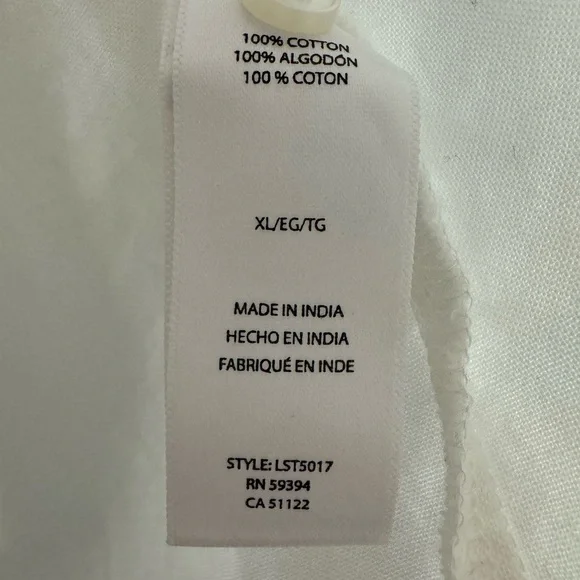 100% COTTON
100% ALGODÓN
100 % COTON
XL/EG/TG
MADE IN INDIA
HECHO EN INDIA
FABRIQUÉ EN INDE
STYLE: LST5017
RN 59394
CA 51122